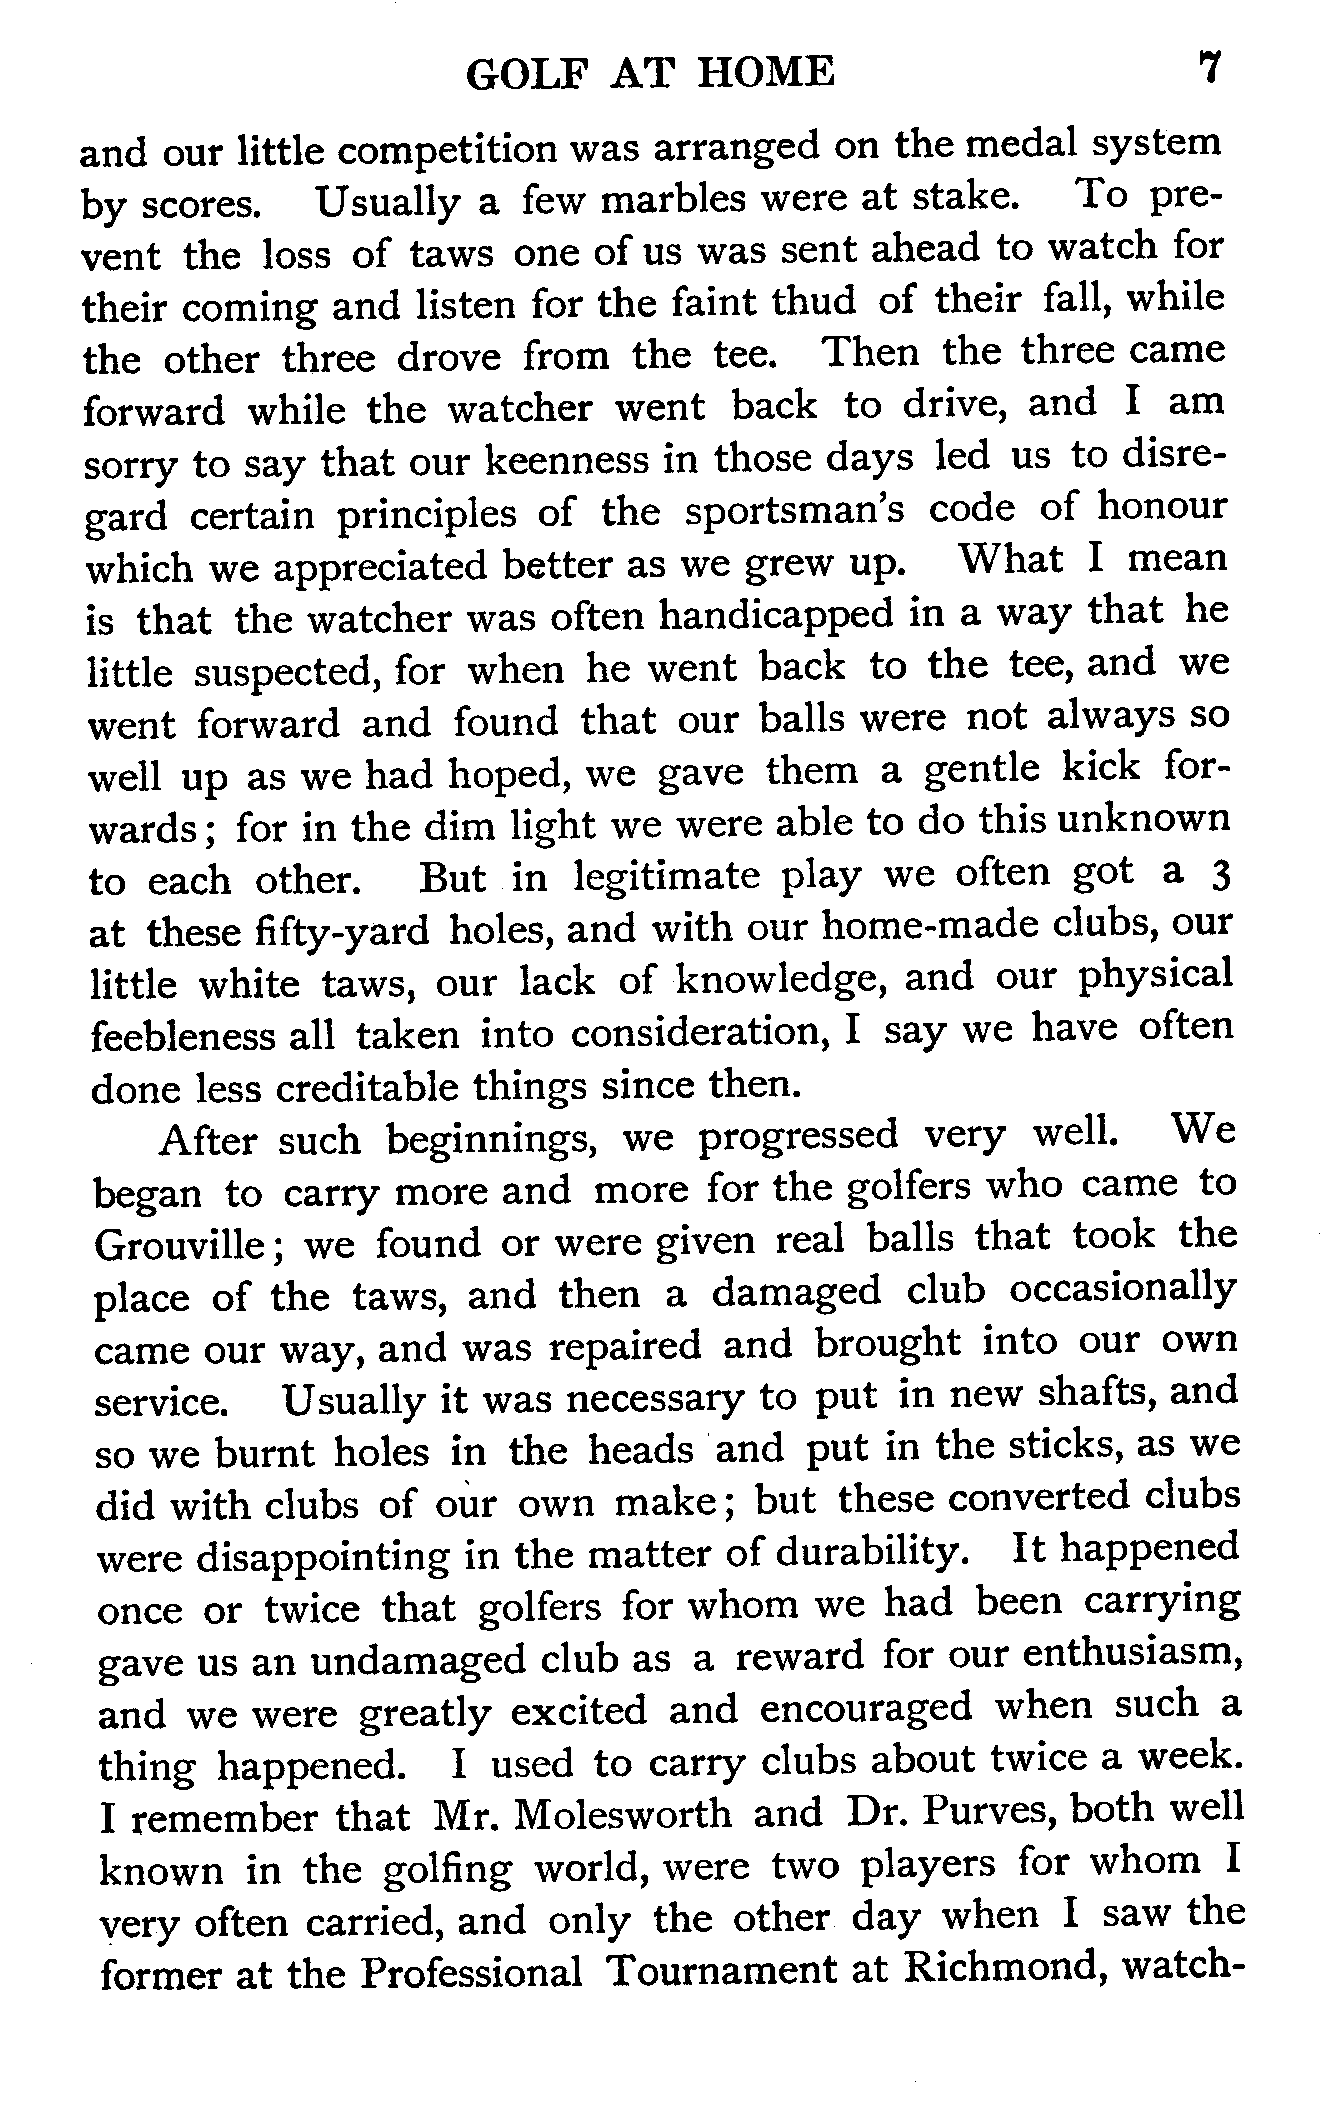 GOLF AT HOME 7
and our little competition was arranged on the medal system
by scores. Usually a few marbles were at stake. To pre-
vent the loss of taws one of us was sent ahead to watch for
their coming and listen for the faint thud of their fall, while
the other three drove from the tee. Then the three came
forward while the watcher went back to drive, and I am
sorry to say that our keenness in those days led us to disre-
gard certain principles of the sportsman's code of honour
which we appreciated better as we grew up. What I mean
is that the watcher was often handicapped in a way that he
little suspected, for when he went back to the tee, and we
went forward and found that our balls were not always so
well up as we had hoped, we gave them a gentle kick for-
wards; for in the dim light we were able to do this unknown
to each other. But in legitimate play we often got a 3
at these fifty-yard holes, and with our home-made clubs, our
little white taws, our lack of knowledge, and our physical
feebleness all taken into consideration, I say we have often
done less creditable things since then.
After such beginnings, we progressed very well. We
began to carry more and more for the golfers who came to
Grouville; we found or were given real balls that took the
place of the taws, and then a damaged club occasionally
came our way, and was repaired and brought into our own
service. Usually it was necessary to put in new shafts, and
so we burnt holes in the heads and put in the sticks, as we
did with clubs of our own make; but these converted clubs
were disappointing in the matter of durability. It happened
once or twice that golfers for whom we had been carrying
gave us an undamaged club as a reward for our enthusiasm,
and we were greatly excited and encouraged when such a
thing happened. I used to carry clubs about twice a week.
I remember that Mr. Molesworth and Dr. Purves, both well
known in the golfing world, were two players for whom I
very often carried, and only the other day when I saw the
former at the Professional Tournament at Richmond, watch-